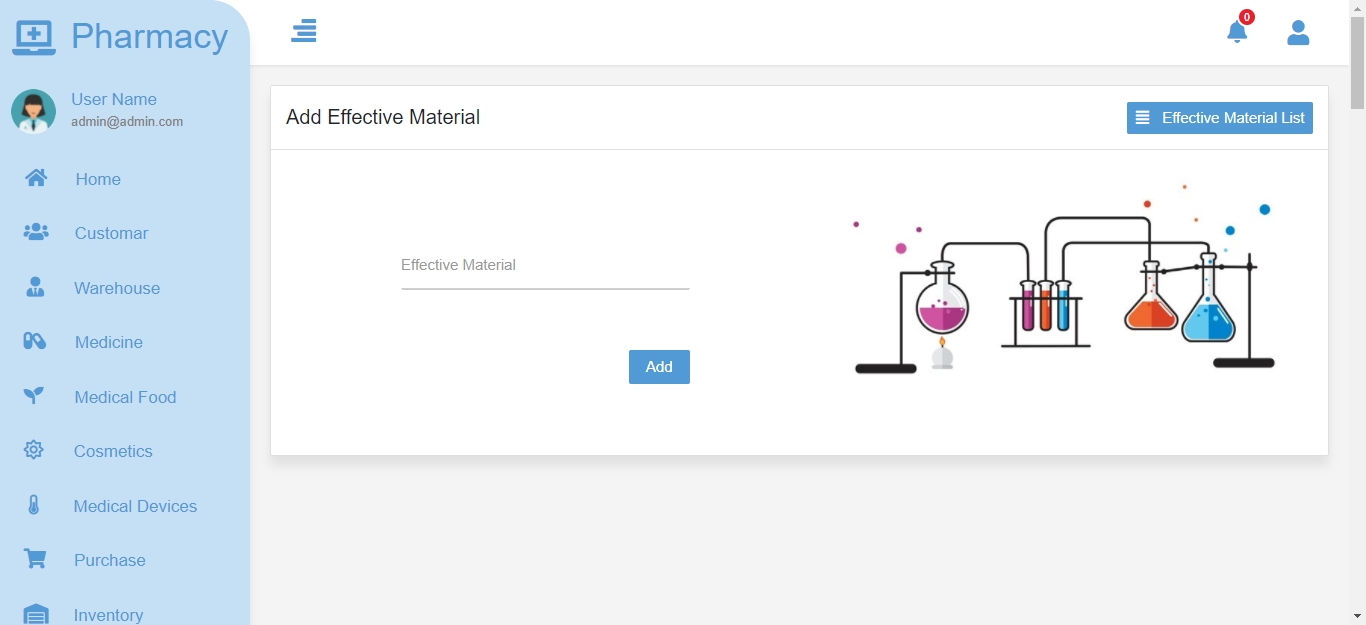 Pharmacy
0
User Name
admin@admin.com
Home
Customar
Warehouse
Medicine
Medical Food
Cosmetics
Medical Devices
Purchase
Inventory
Add Effective Material
Effective Material List
Effective Material
Add